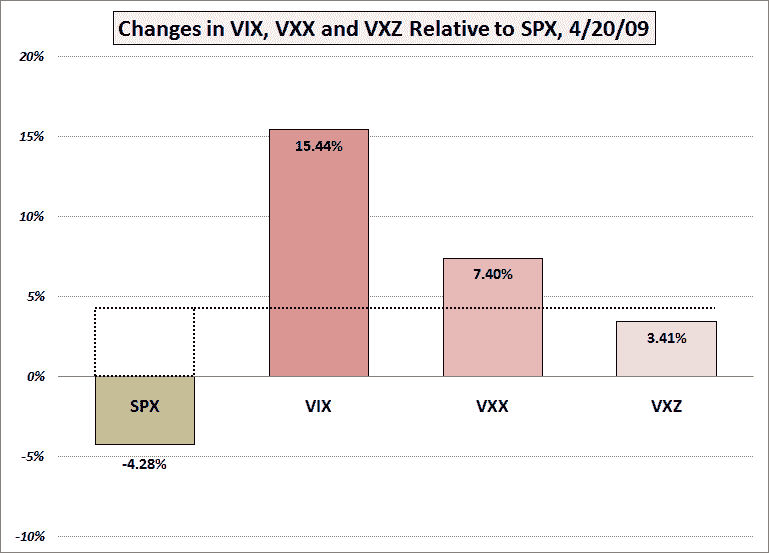 Changes in VIX, VXX and VXZ Relative to SPX, 4/20/09
20%
15%
10%
5%
0%
-5%
-10%
15.44%
7.40%
3.41%
SPX
VIX
VXX
VXZ
-4.28%